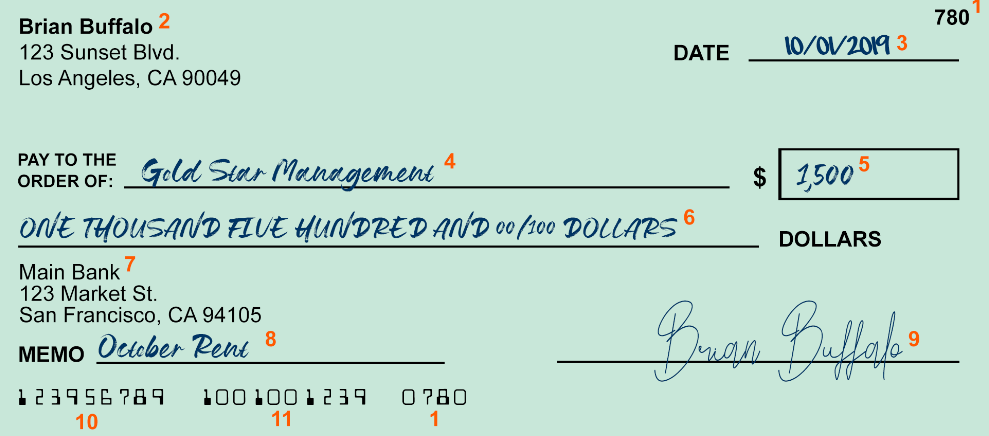 780 1
Brian Buffalo 2
123 Sunset Blvd.
Los Angeles, CA 90049
DATE 10/01/2019 3
PAY TO THE
ORDER OF: Gold Star Management 4 $ 1,500 5
ONE THOUSAND FIVE HUNDRED AND 00/100 DOLLARS 6 DOLLARS
Main Bank 7
123 Market St.
San Francisco, CA 94105
MEMO October Rent 8 Brian Buffalo 9
123956789 1001001239 0780
10 11 1